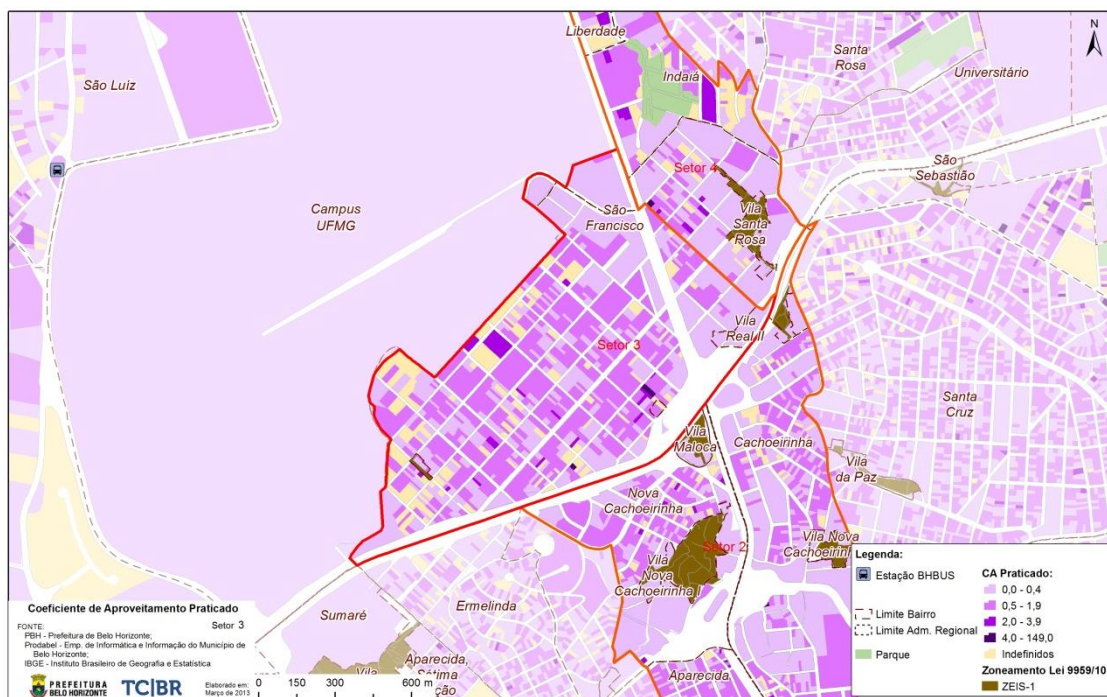 Liberdade
N
Santa
Rosa
São Luiz
Indaiá
Universitário
São
Sebastião
Setor 4
Campus
UFMG
São
Francisco
Vila
Santa
Rosa
Vila
Real II
Setor 3
Santa
Cruz
Vila
Maloca
Cachoeirinha
Vila
da Paz
Nova
Cachoeirinha
Setor 2
Vila Nova
Cachoeirinh
Vila
Nova
Cachoeirinha I
Sumaré
Ermelinda
Aparecida,
Sétima
ção
Vila
Aparecida
Coeficiente de Aproveitamento Praticado
Setor 3
FONTE:
PBH - Prefeitura de Belo Horizonte;
Prodabel - Emp. de Informática e Informação do Município de
Belo Horizonte;
IBGE - Instituto Brasileiro de Geografia e Estatística
PREFEITURA
BELO HORIZONTE
TC|BR
Elaborado em:
Março de 2013
0 150 300 600 m
Legenda:
Estação BHBUS
Limite Bairro
Limite Adm. Regional
Parque
CA Praticado:
0,0 - 0,4
0,5 - 1,9
2,0 - 3,9
4,0 - 149,0
Indefinidos
Zoneamento Lei 9959/10
ZEIS-1